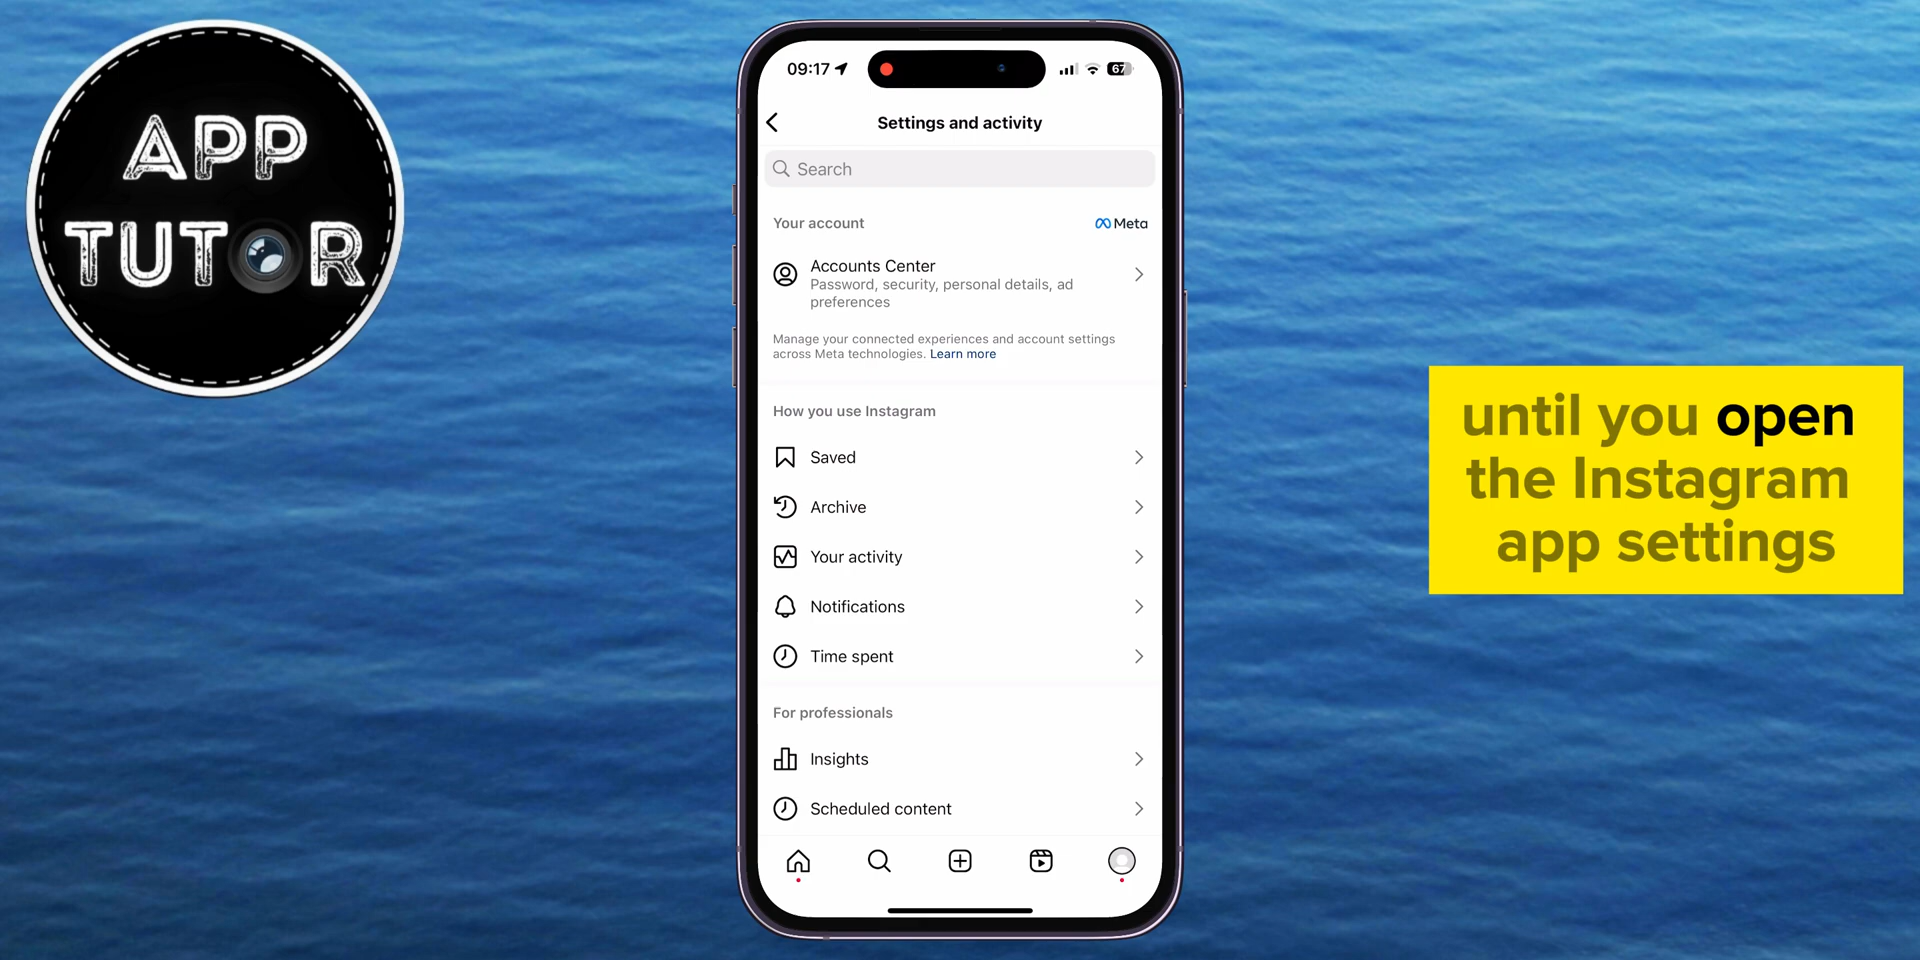 APP
TUTOR
09:17
67
Settings and activity
Search
Your account
Meta
Accounts Center
Password, security, personal details, ad
preferences
Manage your connected experiences and account settings
across Meta technologies. Learn more
How you use Instagram
Saved
Archive
Your activity
Notifications
Time spent
For professionals
Insights
Scheduled content
until you open
the Instagram
app settings